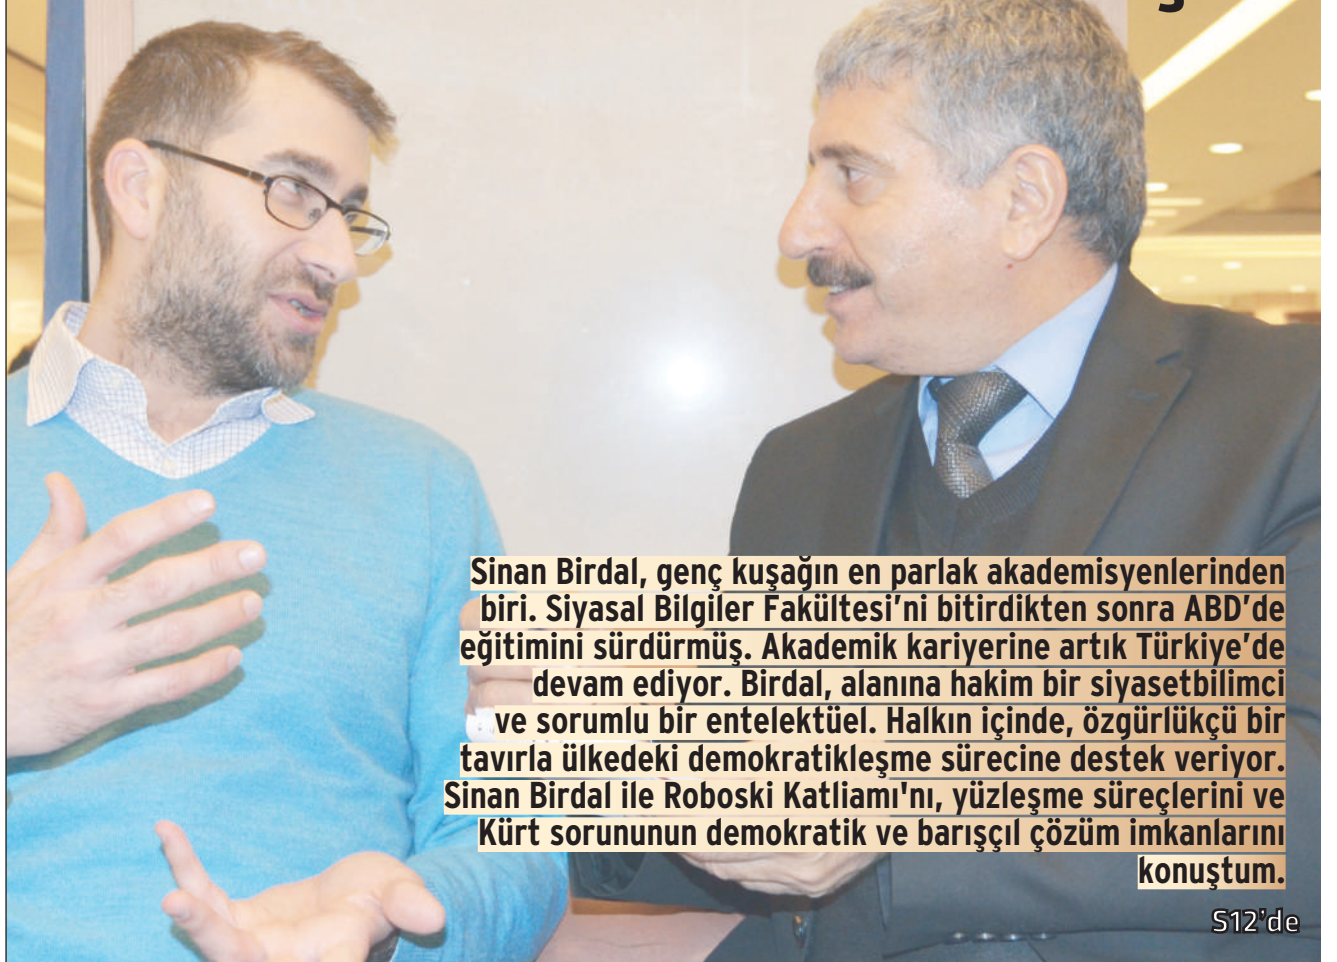 Sinan Birdal, genç kuşağın en parlak akademisyenlerinden
biri. Siyasal Bilgiler Fakültesi’ni bitirdikten sonra ABD’de
eğitimini sürdürmüş. Akademik kariyerine artık Türkiye’de
devam ediyor. Birdal, alanına hakim bir siyasetbilimci
ve sorumlu bir entelektüel. Halkın içinde, özgürlükçü bir
tavırla ülkedeki demokratikleşme sürecine destek veriyor.
Sinan Birdal ile Roboski Katliamı'nı, yüzleşme süreçlerini ve
Kürt sorununun demokratik ve barışçıl çözüm imkanlarını
konuştum.
S12’de